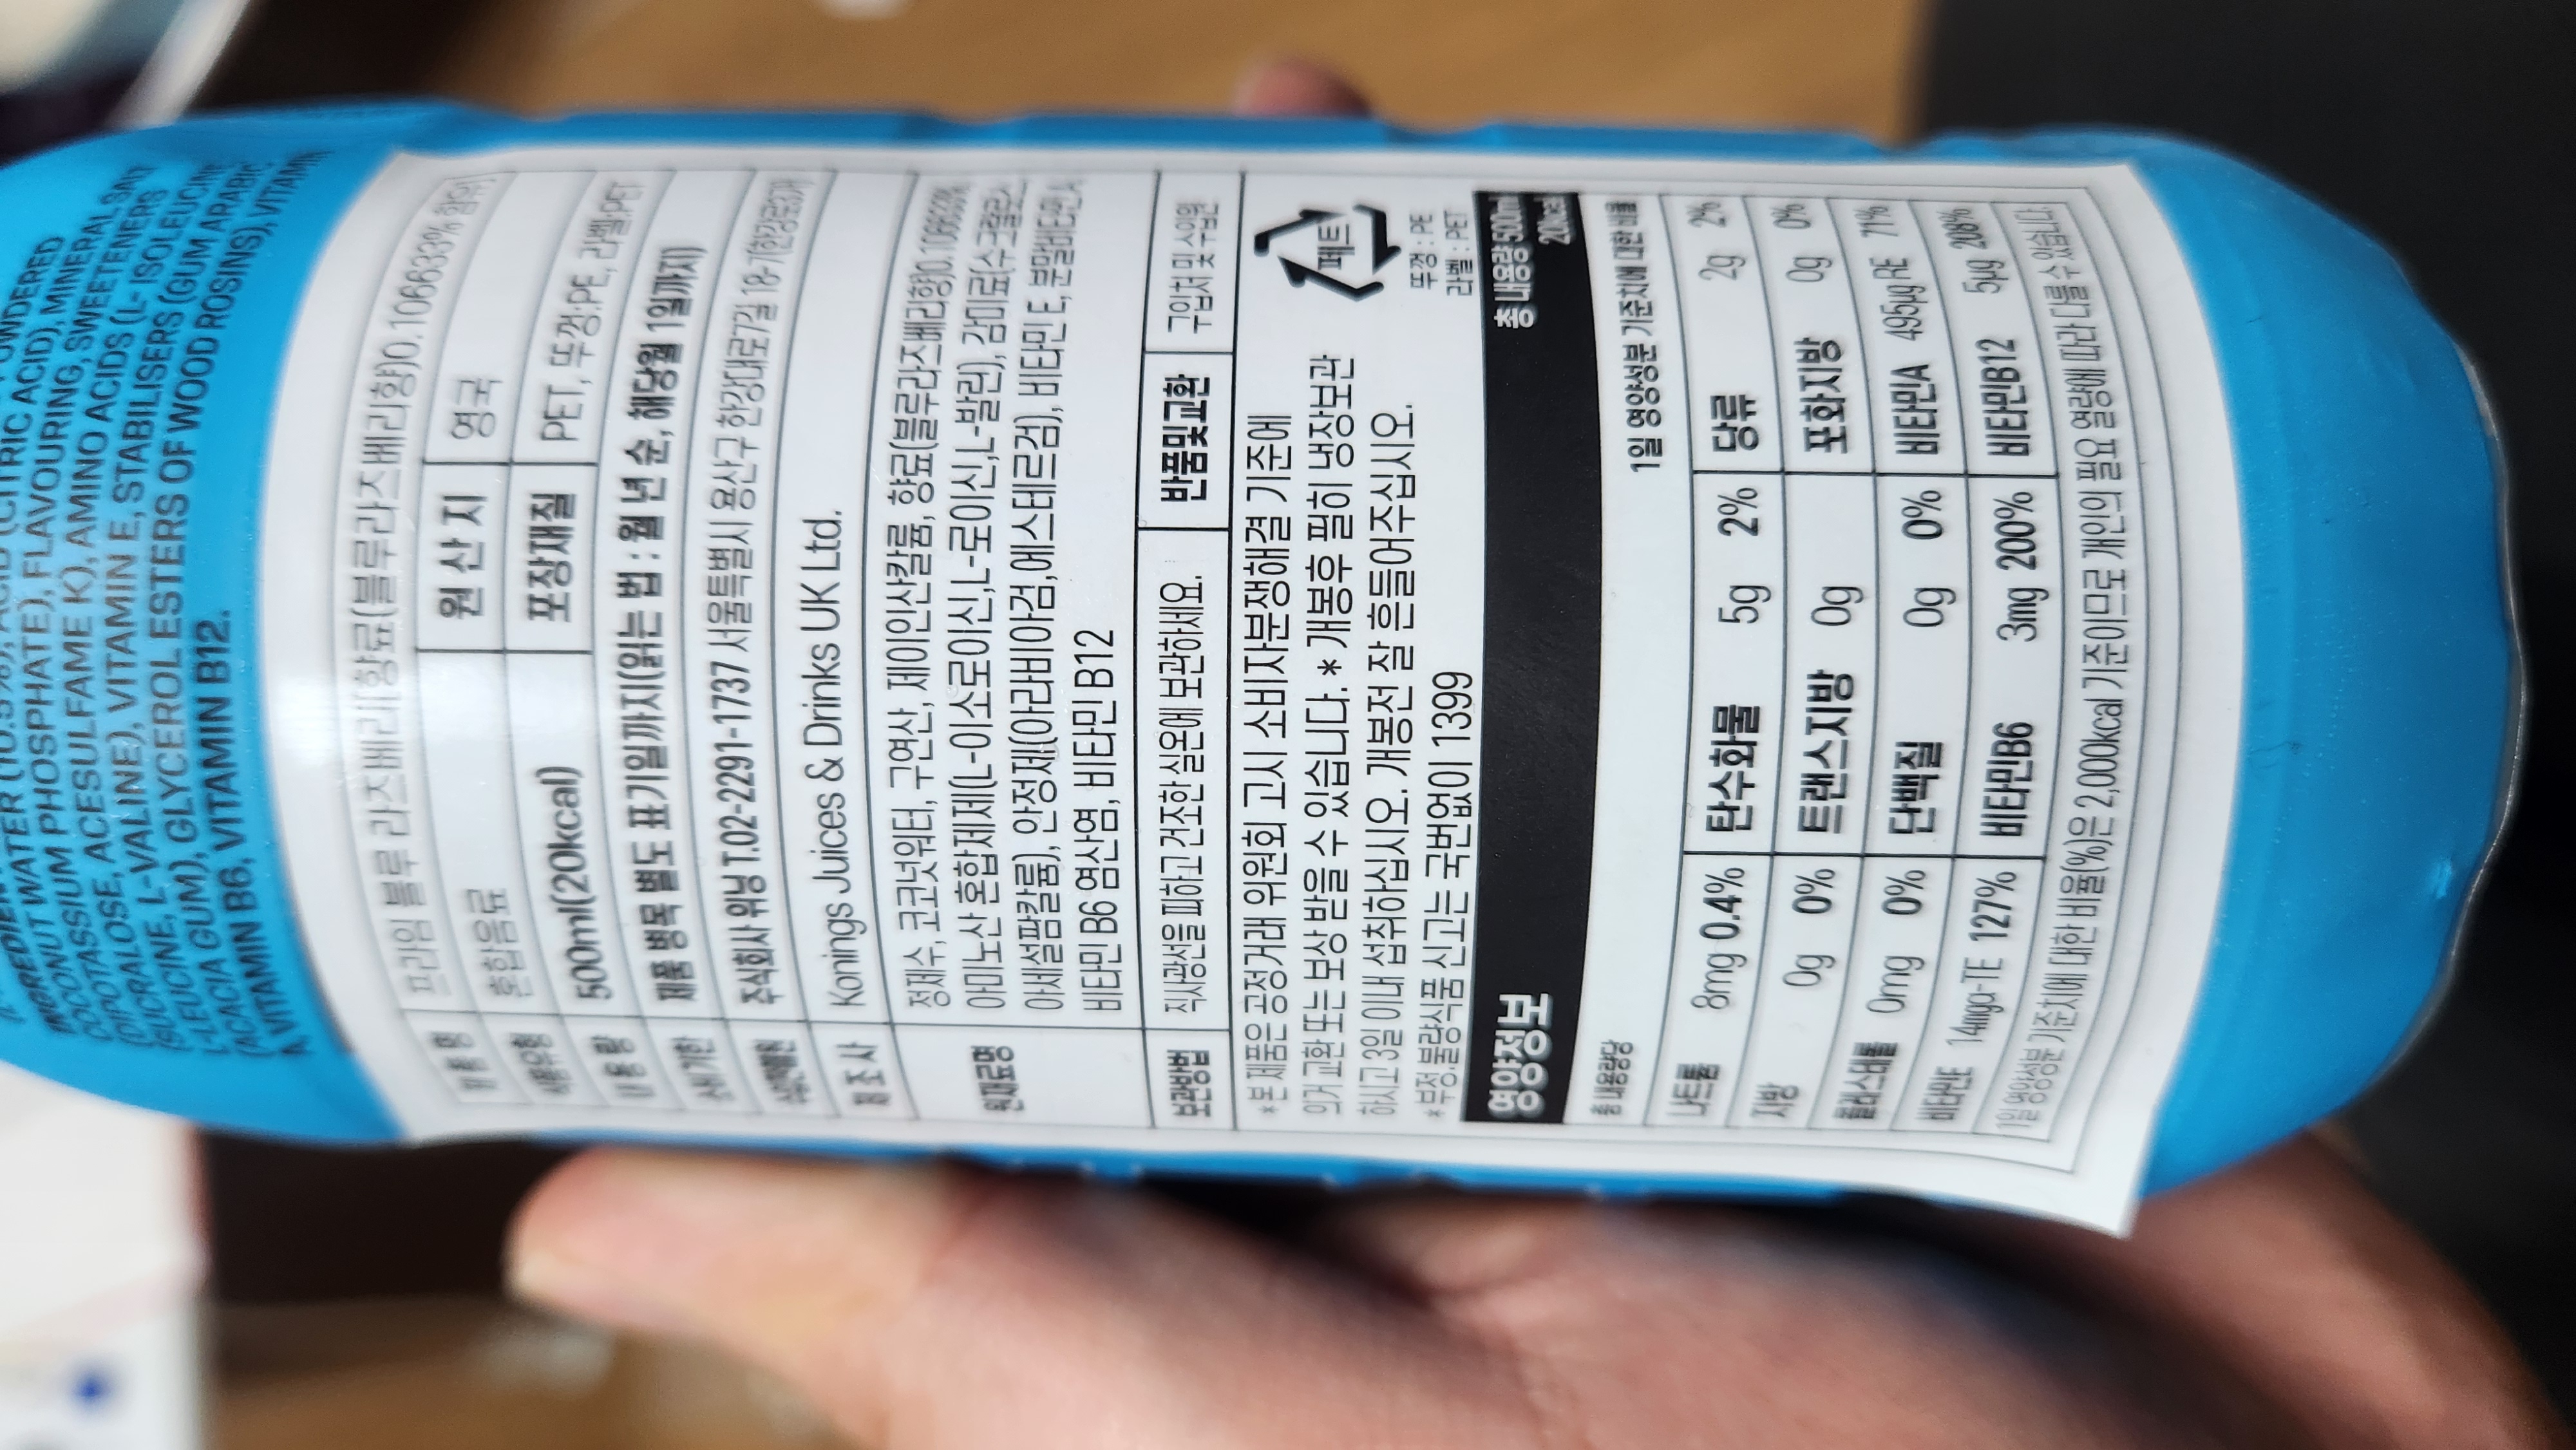 POWDERED
COCONUT WATER (10.5%), ACID (CITRIC ACID), MINERAL SALT
(DIPOTASSIUM PHOSPHATE), FLAVOURING, SWEETENERS
(SUCRALOSE, ACESULFAME K), AMINO ACIDS (L- ISOLEUCINE
L-LEUCINE, L-VALINE), VITAMIN E, STABILISERS (GUM ARABIC
(ACACIA GUM), GLYCEROL ESTERS OF WOOD ROSINS), VITAMIN
A, VITAMIN B6, VITAMIN B12.
제품명 프라임 블루 라즈베리[향료(블루라즈베리향)0.106633% 함유]
식품유형 혼합음료 원산지 영국
내용량 500ml(20kcal) 포장재질 PET, 뚜껑:PE, 라벨:PET
소비기한 제품 병목 별도 표기일까지(읽는 법 : 월 년 순, 해당월 1일까지)
수입판매원 주식회사 위닝 T.02-2291-1737 서울특별시 용산구 한강대로7길 18-7(한강로3가)
제조사 Konings Juices & Drinks UK Ltd.
원재료명 정제수, 코코넛워터, 구연산, 제이인산칼륨, 향료(블루라즈베리향)0.106633%,
아미노산 혼합제제(L-이소로이신,L-로이신,L-발린), 감미료(수크랄로스,
아세설팜칼륨), 안정제(아라비아검,에스테르검), 비타민 E, 분말비타민A
비타민 B6 염산염, 비타민 B12
보관방법 직사광선을 피하고 건조한 실온에 보관하세요. 반품및교환 구입처 및 수입원
*본 제품은 공정거래 위원회 고시 소비자분쟁해결 기준에
의거 교환 또는 보상 받을 수 있습니다. * 개봉후 필히 냉장보관
하시고 3일 이내 섭취하십시오. 개봉전 잘 흔들어주십시오.
*부정.불량식품 신고는 국번없이 1399
페트
뚜껑 : PE
라벨 : PET
영양정보 총 내용량 500ml
20kcal
총 내용량당 1일 영양성분 기준치에 대한 비율
나트륨 8mg 0.4% 탄수화물 5g 2% 당류 2g 2%
지방 0g 0% 트랜스지방 0g 포화지방 0g 0%
콜레스테롤 0mg 0% 단백질 0g 0% 비타민A 495μg RE 71%
비타민E 14mgα-TE 127% 비타민B6 3mg 200% 비타민B12 5μg 208%
1일 영양성분 기준치에 대한 비율(%)은 2,000kcal 기준이므로 개인의 필요 열량에 따라 다를 수 있습니다.